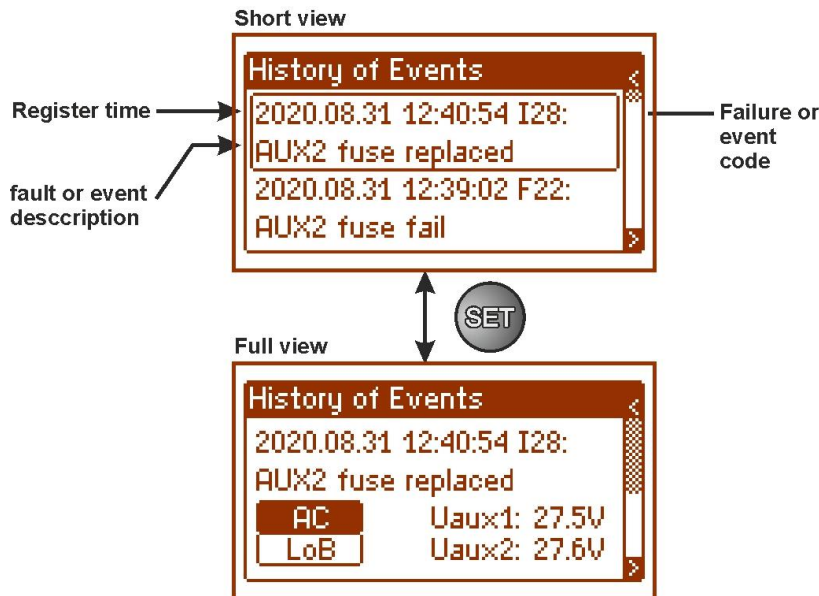 Short view
History of Events
Register time
2020.08.31 12:40:54 I28:
AUX2 fuse replaced
Failure or
event
code
fault or event
desccription
2020.08.31 12:39:02 F22:
AUX2 fuse fail
SET
Full view
History of Events
2020.08.31 12:40:54 I28:
AUX2 fuse replaced
AC Uaux1: 27.5V
LoB Uaux2: 27.6V